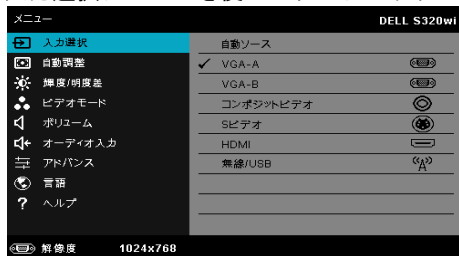 メニュー
DELL S320wi
入力選択
自動調整
輝度/明度差
ビデオモード
ボリューム
オーディオ入力
アドバンス
言語
ヘルプ
自動ソース
VGA-A
VGA-B
コンポジットビデオ
Sビデオ
HDMI
無線/USB
解像度 1024x768